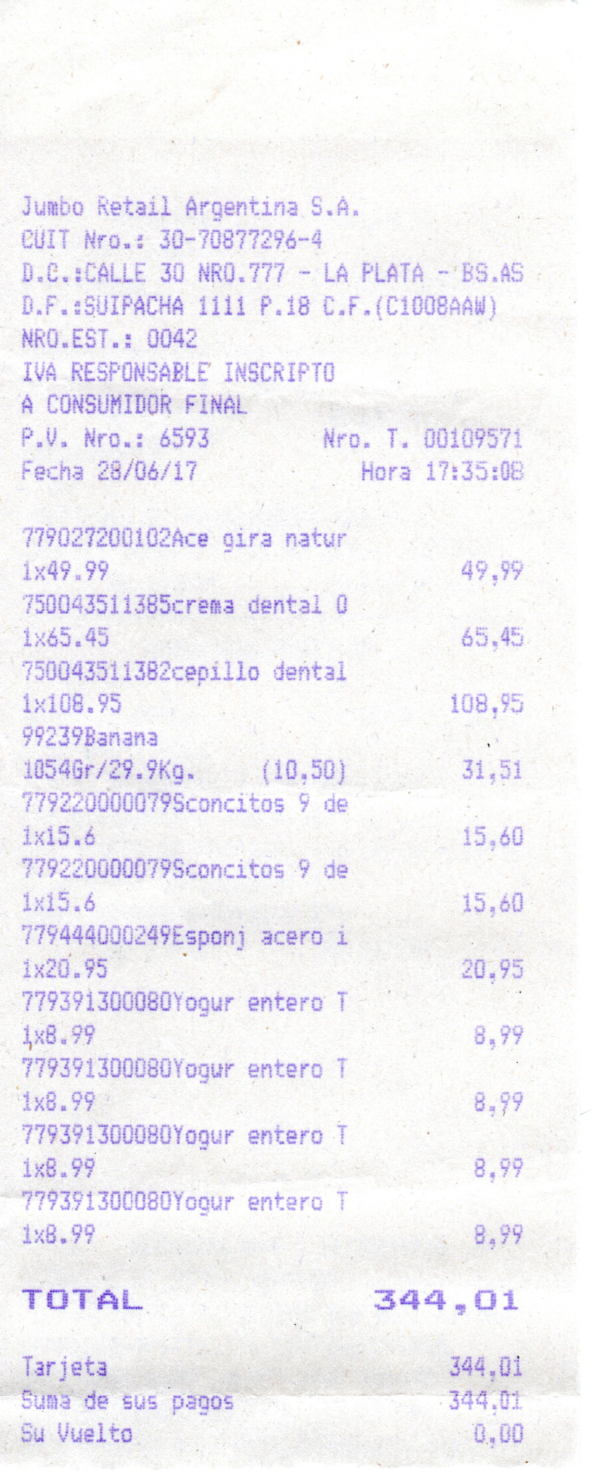 Jumbo Retail Argentina S.A.
CUIT Nro.: 30-70877296-4
D.C.:CALLE 30 NRO.777 - LA PLATA - BS.AS
D.F.:SUIPACHA 1111 P.18 C.F.(C1008AAW)
NRO.EST.: 0042
IVA RESPONSABLE INSCRIPTO
A CONSUMIDOR FINAL
P.V. Nro.: 6593 Nro. T. 00109571
Fecha 28/06/17 Hora 17:35:08
779027200102Ace gira natur
1x49.99 49,99
750043511385crema dental O
1x65.45 65,45
750043511382cepillo dental
1x108.95 108,95
99239Banana
1054Gr/29.9Kg. (10,50) 31,51
779220000079Sconcitos 9 de
1x15.6 15,60
779220000079Sconcitos 9 de
1x15.6 15,60
779444000249Esponj acero i
1x20.95 20,95
779391300080Yogur entero T
1x8.99 8,99
779391300080Yogur entero T
1x8.99 8,99
779391300080Yogur entero T
1x8.99 8,99
779391300080Yogur entero T
1x8.99 8,99
TOTAL 344,01
Tarjeta 344,01
Suma de sus pagos 344,01
Su Vuelto 0,00